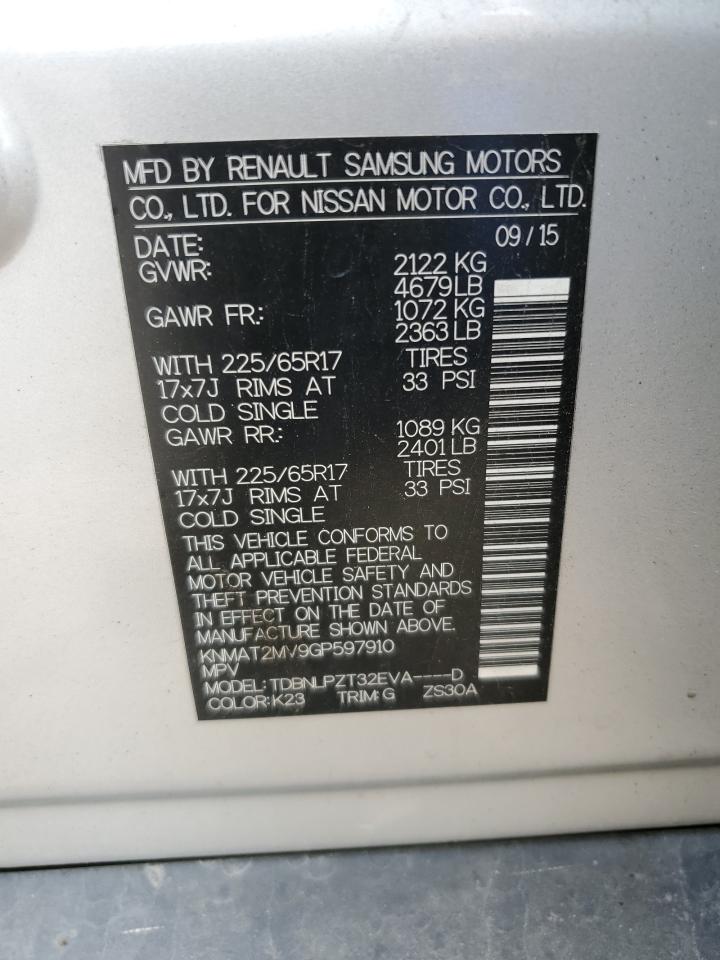 MFD BY RENAULT SAMSUNG MOTORS
CO., LTD. FOR NISSAN MOTOR CO., LTD.
DATE: 09/15
GVWR: 2122 KG
4679LB
GAWR FR.: 1072 KG
2363 LB
WITH 225/65R17 TIRES
17x7J RIMS AT 33 PSI
COLD SINGLE
GAWR RR.: 1089 KG
2401 LB
WITH 225/65R17 TIRES
17x7J RIMS AT 33 PSI
COLD SINGLE
THIS VEHICLE CONFORMS TO
ALL APPLICABLE FEDERAL
MOTOR VEHICLE SAFETY AND
THEFT PREVENTION STANDARDS
IN EFFECT ON THE DATE OF
MANUFACTURE SHOWN ABOVE.
KNMAT2MV9GP597910
MPV
MODEL: TDBNLPZT32EVA----D
COLOR:K23 TRIM:G ZS30A